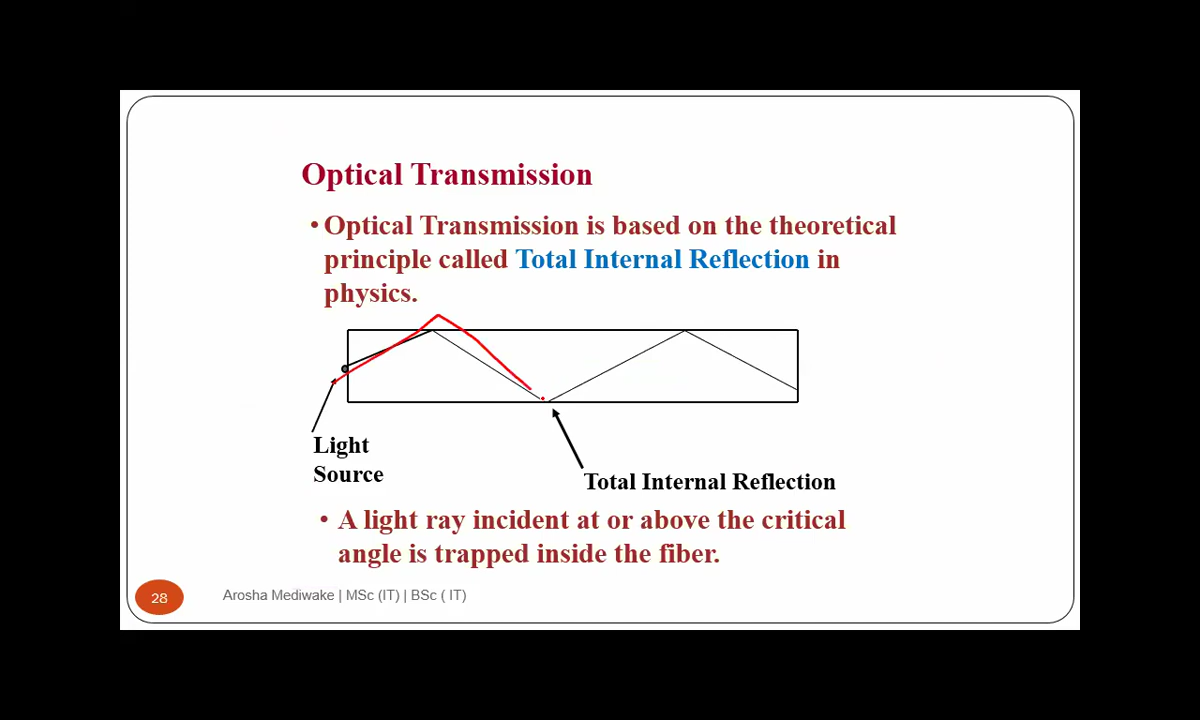 Optical Transmission
• Optical Transmission is based on the theoretical
principle called Total Internal Reflection in
physics.
Light
Source
Total Internal Reflection
• A light ray incident at or above the critical
angle is trapped inside the fiber.
28
Arosha Mediwake | MSc (IT) | BSc ( IT)